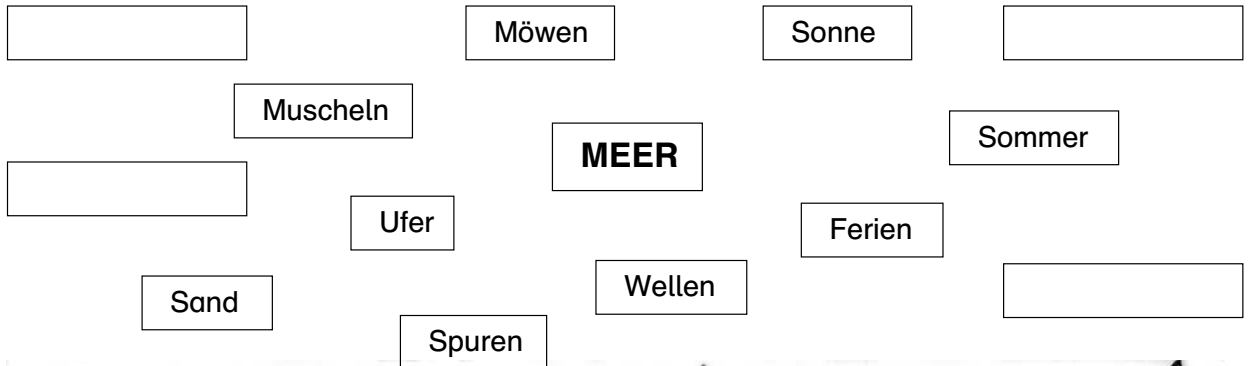 Möwen
Sonne
Muscheln
MEER
Sommer
Ufer
Ferien
Wellen
Sand
Spuren